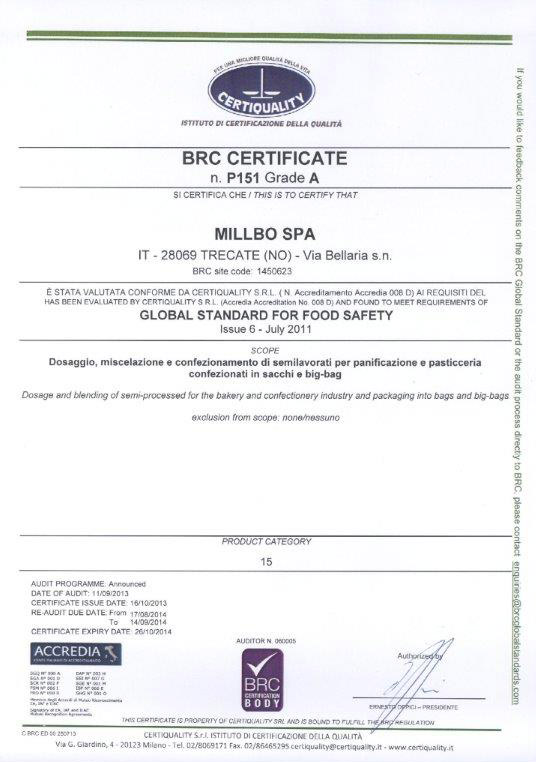 PER UNA MIGLIORE QUALITÀ DELLA VITA
CERTIQUALITY
ISTITUTO DI CERTIFICAZIONE DELLA QUALITÀ
BRC CERTIFICATE
n. P151 Grade A
SI CERTIFICA CHE / THIS IS TO CERTIFY THAT
MILLBO SPA
IT - 28069 TRECATE (NO) - Via Bellaria s.n.
BRC site code: 1450623
È STATA VALUTATA CONFORME DA CERTIQUALITY S.R.L. ( N. Accreditamento Accredia 008 D) AI REQUISITI DEL
HAS BEEN EVALUATED BY CERTIQUALITY S R.L. (Accredia Accreditation No. 008 D) AND FOUND TO MEET REQUIREMENTS OF
GLOBAL STANDARD FOR FOOD SAFETY
Issue 6 - July 2011
SCOPE
Dosaggio, miscelazione e confezionamento di semilavorati per panificazione e pasticceria
confezionati in sacchi e big-bag
Dosage and blending of semi-processed for the bakery and confectionery industry and packaging into bags and big-bags
exclusion from scope: none/nessuno
PRODUCT CATEGORY
15
AUDIT PROGRAMME: Announced
DATE OF AUDIT: 11/09/2013
CERTIFICATE ISSUE DATE: 16/10/2013
RE-AUDIT DUE DATE: From 17/08/2014
To 14/09/2014
CERTIFICATE EXPIRY DATE: 26/10/2014
ACCREDIA
AUDITOR N. 060005
BRC
CERTIFICATION
BODY
Authorized by
PRESIDENTE
THIS CERTIFICATE IS PROPERTY OF CERTIQUALITY SRL AND IS BOUND TO FULFILL THE BRC REGULATION
C BRC ED 00 250713
CERTIQUALITY S.r.l. ISTITUTO DI CERTIFICAZIONE DELLA QUALITÀ
Via G. Giardino, 4 - 20123 Milano - Tel. 02/8069171 Fax. 02/86465295 certiquality@certiquality.it - www.certiquality.it
If you would like to feedback comments on the BRC Global Standard or the audit process directly to BRC, please contact enquiries@brcglobalstandards.com